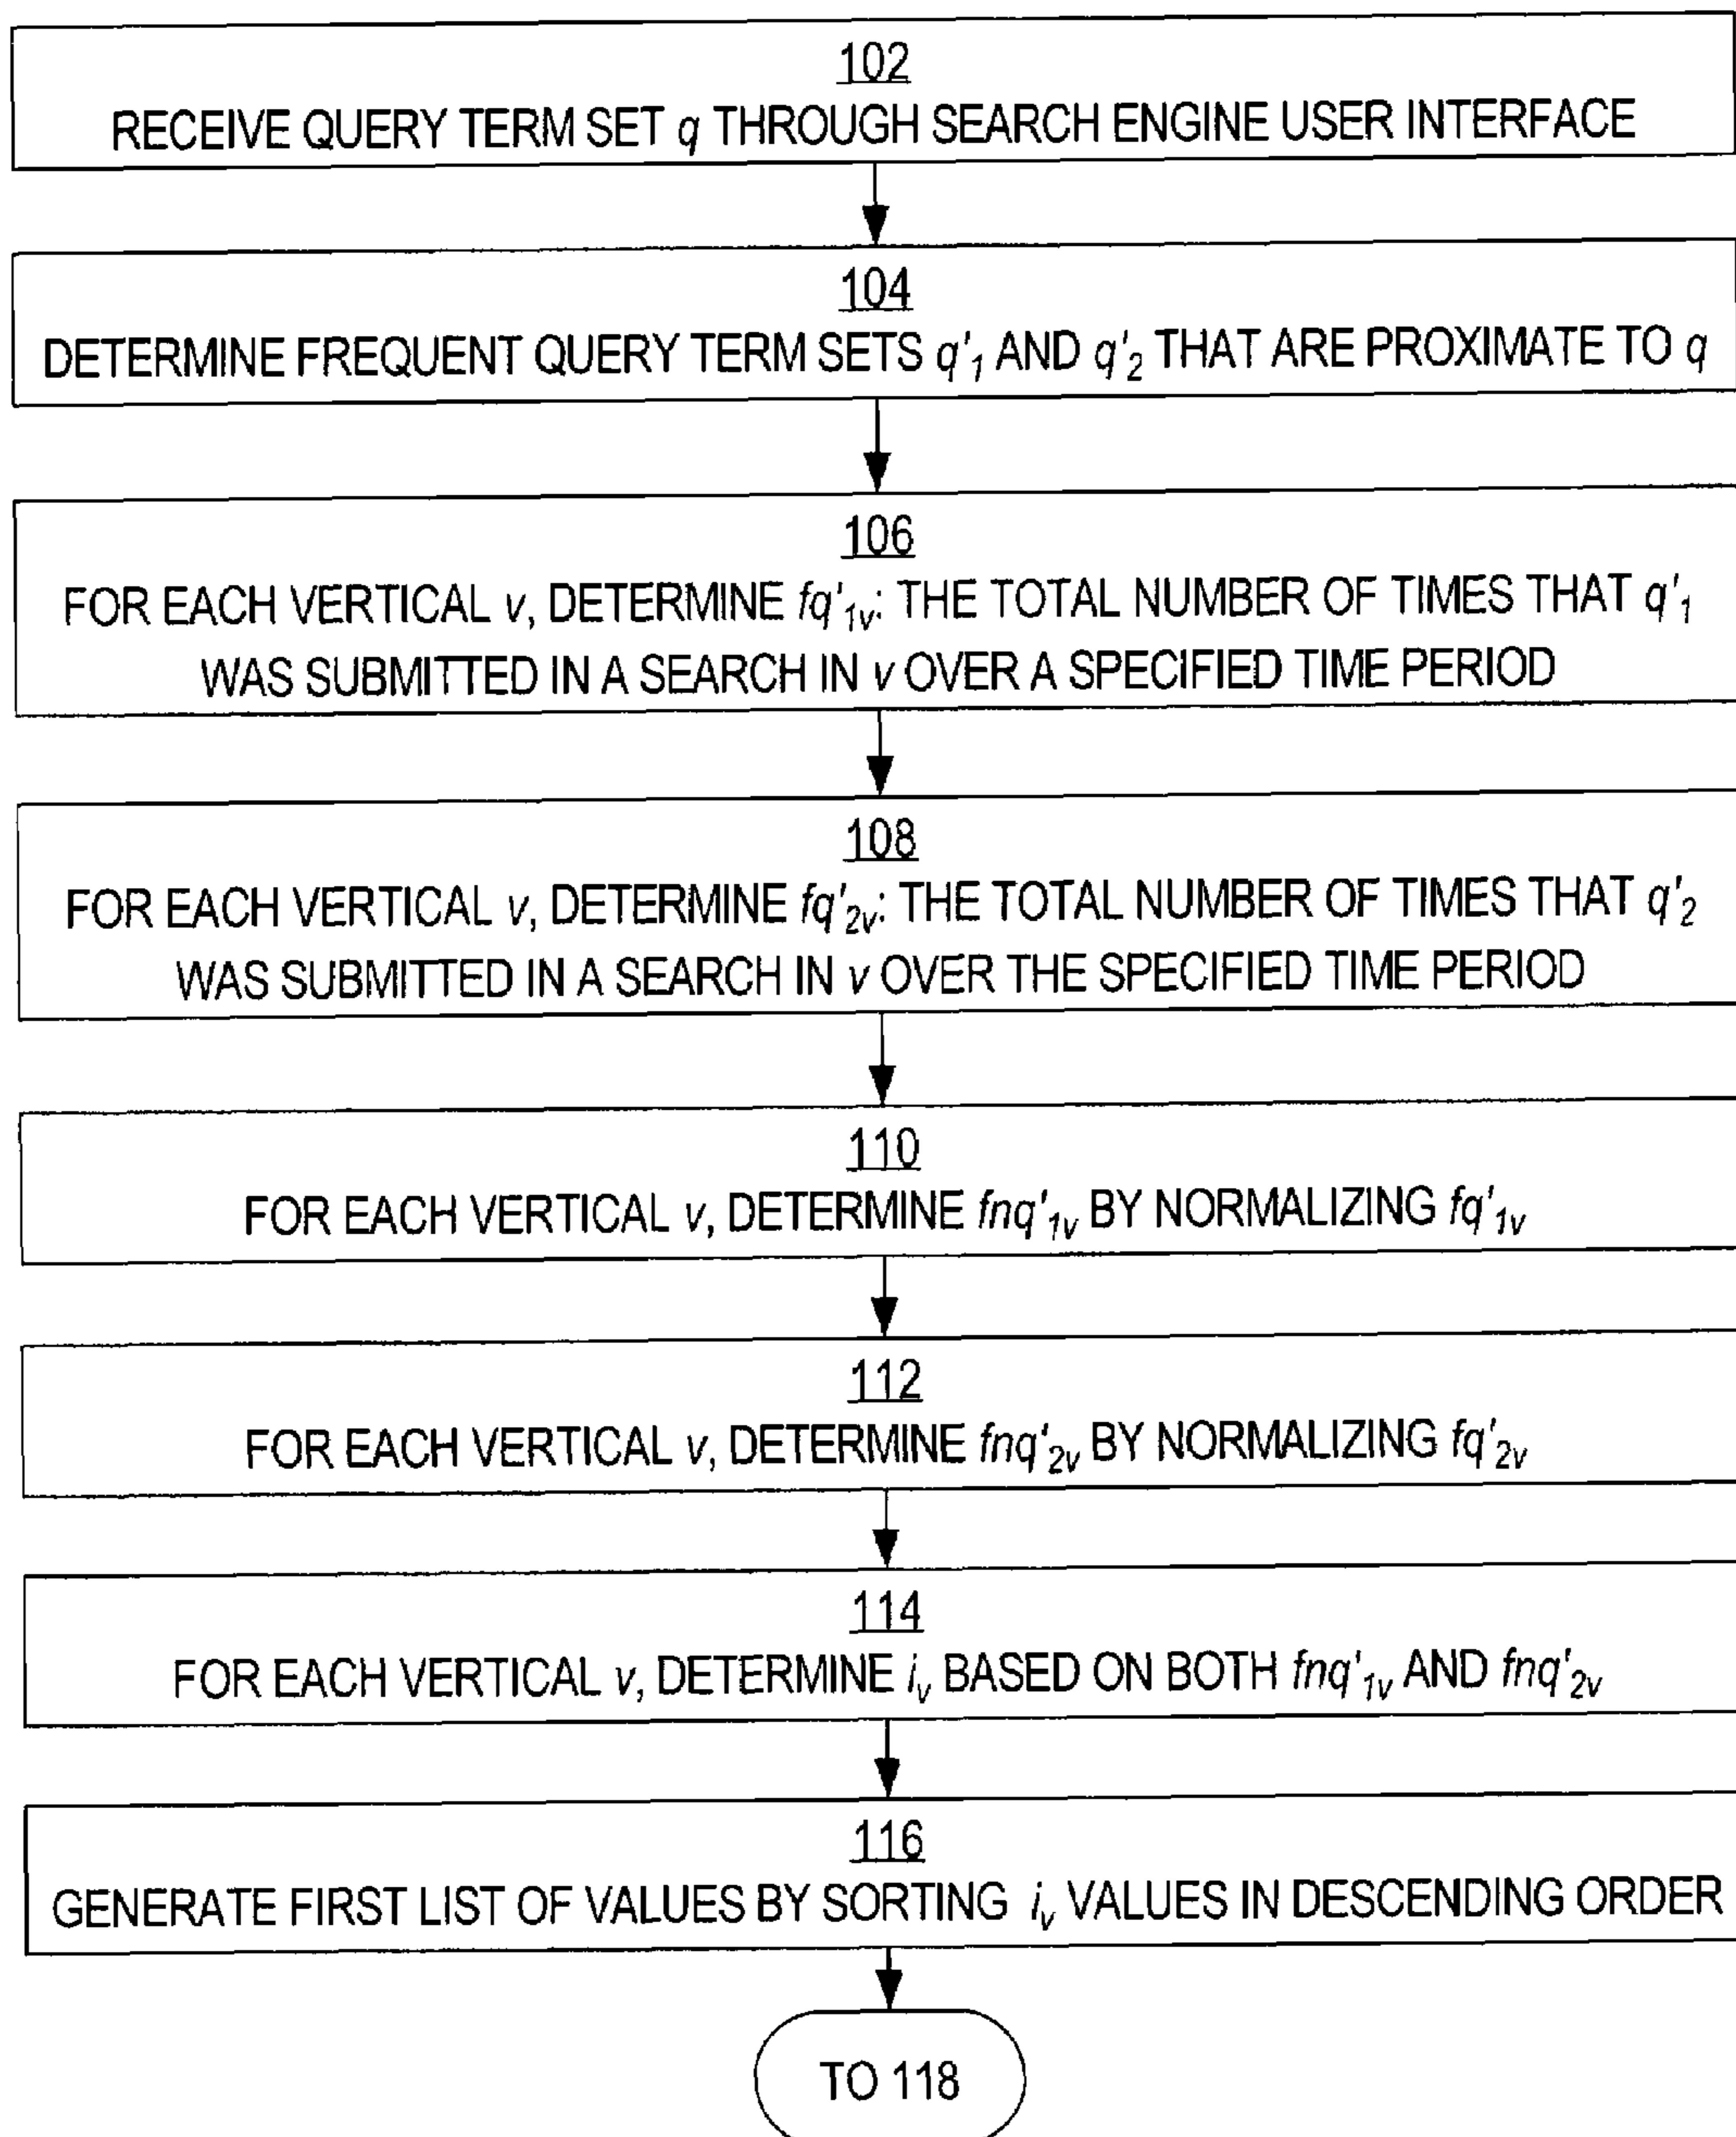 102
RECEIVE QUERY TERM SET q THROUGH SEARCH ENGINE USER INTERFACE
104
DETERMINE FREQUENT QUERY TERM SETS q'1 AND q'2 THAT ARE PROXIMATE TO q
106
FOR EACH VERTICAL v, DETERMINE fq'1v: THE TOTAL NUMBER OF TIMES THAT q'1
WAS SUBMITTED IN A SEARCH IN v OVER A SPECIFIED TIME PERIOD
108
FOR EACH VERTICAL v, DETERMINE fq'2v: THE TOTAL NUMBER OF TIMES THAT q'2
WAS SUBMITTED IN A SEARCH IN v OVER THE SPECIFIED TIME PERIOD
110
FOR EACH VERTICAL v, DETERMINE fnq'1v BY NORMALIZING fq'1v
112
FOR EACH VERTICAL v, DETERMINE fnq'2v BY NORMALIZING fq'2v
114
FOR EACH VERTICAL v, DETERMINE iv BASED ON BOTH fnq'1v AND fnq'2v
116
GENERATE FIRST LIST OF VALUES BY SORTING iv VALUES IN DESCENDING ORDER
TO 118